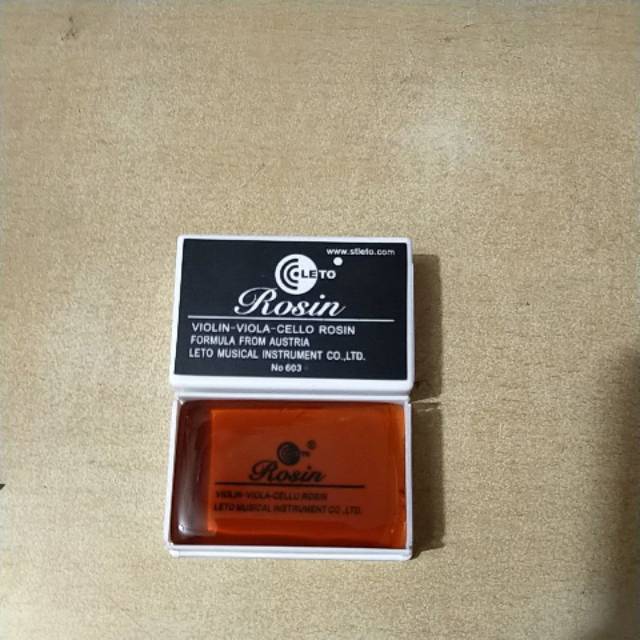 www.stleto.com
LETO
Rosin
VIOLIN-VIOLA-CELLO ROSIN
FORMULA FROM AUSTRIA
LETO MUSICAL INSTRUMENT CO.,LTD.
No 603
®
Rosin
VIOLIN-VIOLA-CELLO ROSIN
LETO MUSICAL INSTRUMENT CO.,LTD.